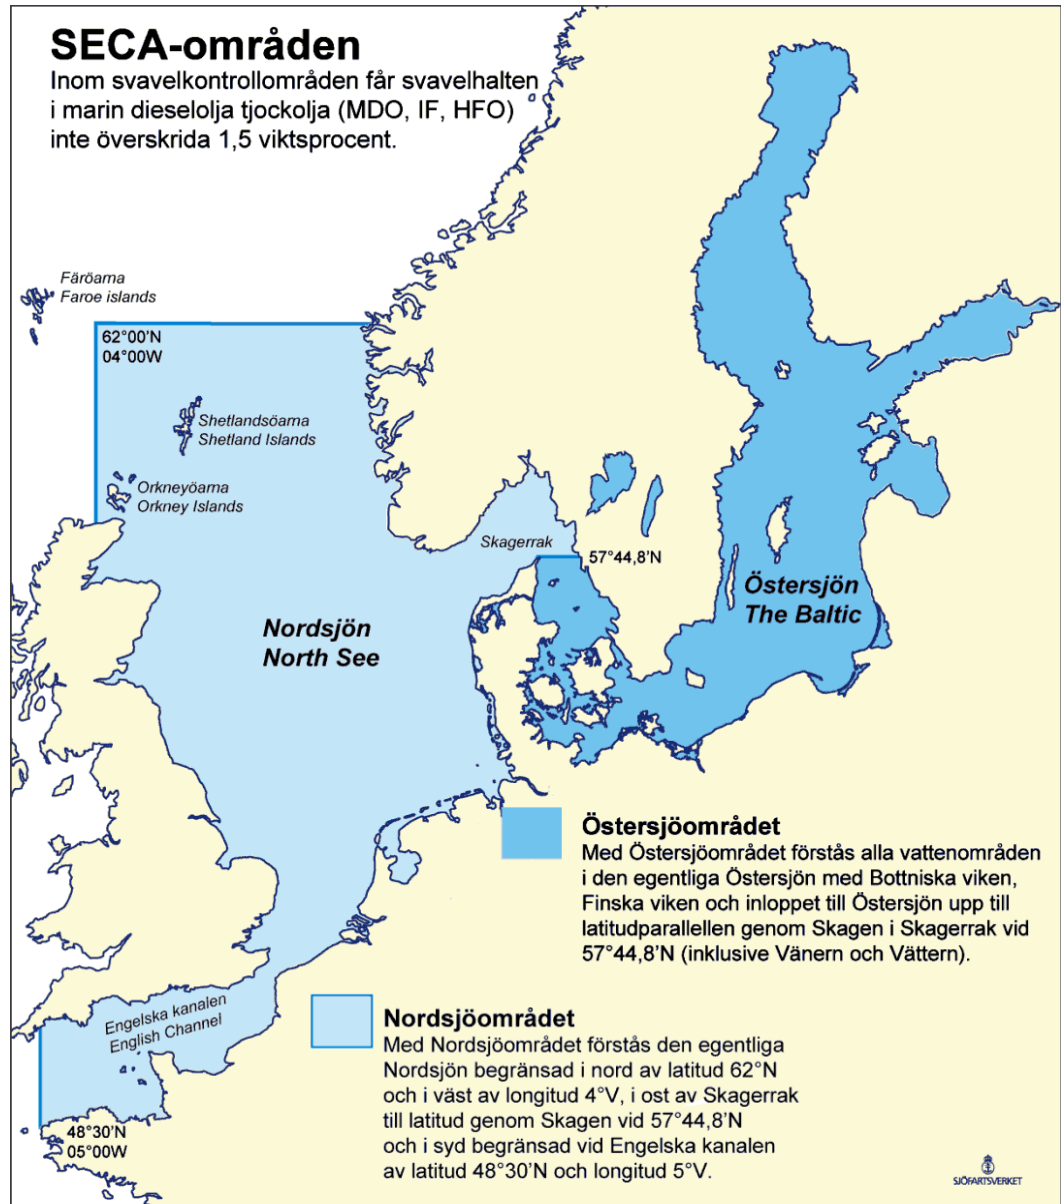 SECA-områden
Inom svavelkontrollområden får svavelhalten
i marin dieselolja tjockolja (MDO, IF, HFO)
inte överskrida 1,5 viktsprocent.
Färöarna
Faroe islands
62°00'N
04°00W
Shetlandsöarna
Shetland Islands
Orkneyöarna
Orkney Islands
Skagerrak
57°44,8'N
Nordsjön
North See
Östersjön
The Baltic
Östersjöområdet
Med Östersjöområdet förstås alla vattenområden
i den egentliga Östersjön med Bottniska viken,
Finska viken och inloppet till Östersjön upp till
latitudparallellen genom Skagen i Skagerrak vid
57°44,8'N (inklusive Vänern och Vättern).
Engelska kanalen
English Channel
Nordsjöområdet
Med Nordsjöområdet förstås den egentliga
Nordsjön begränsad i nord av latitud 62°N
och i väst av longitud 4°V, i ost av Skagerrak
till latitud genom Skagen vid 57°44,8'N
och i syd begränsad vid Engelska kanalen
av latitud 48°30'N och longitud 5°V.
48°30'N
05°00W
SJÖFARTSVERKET